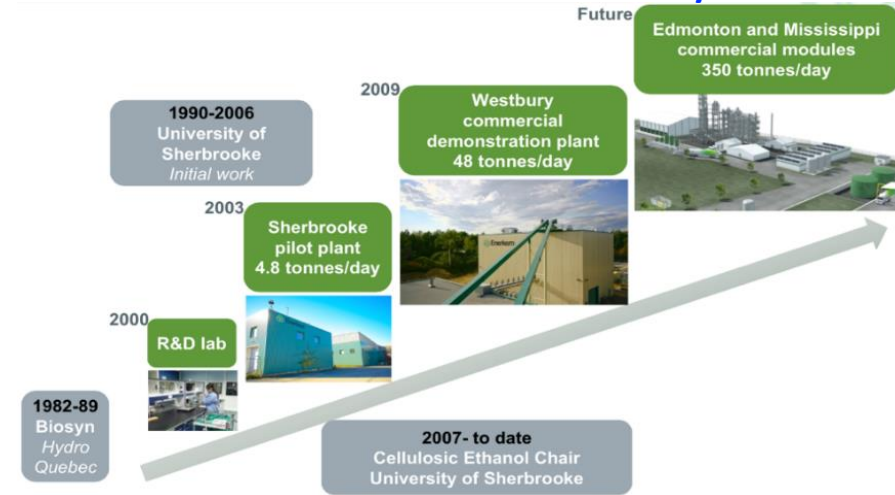 Future
Edmonton and Mississippi
commercial modules
350 tonnes/day
2009
Westbury
commercial
demonstration plant
48 tonnes/day
1990-2006
University of
Sherbrooke
Initial work
2003
Sherbrooke
pilot plant
4.8 tonnes/day
Enerkem
2000
R&D lab
1982-89
Biosyn
Hydro
Quebec
2007- to date
Cellulosic Ethanol Chair
University of Sherbrooke